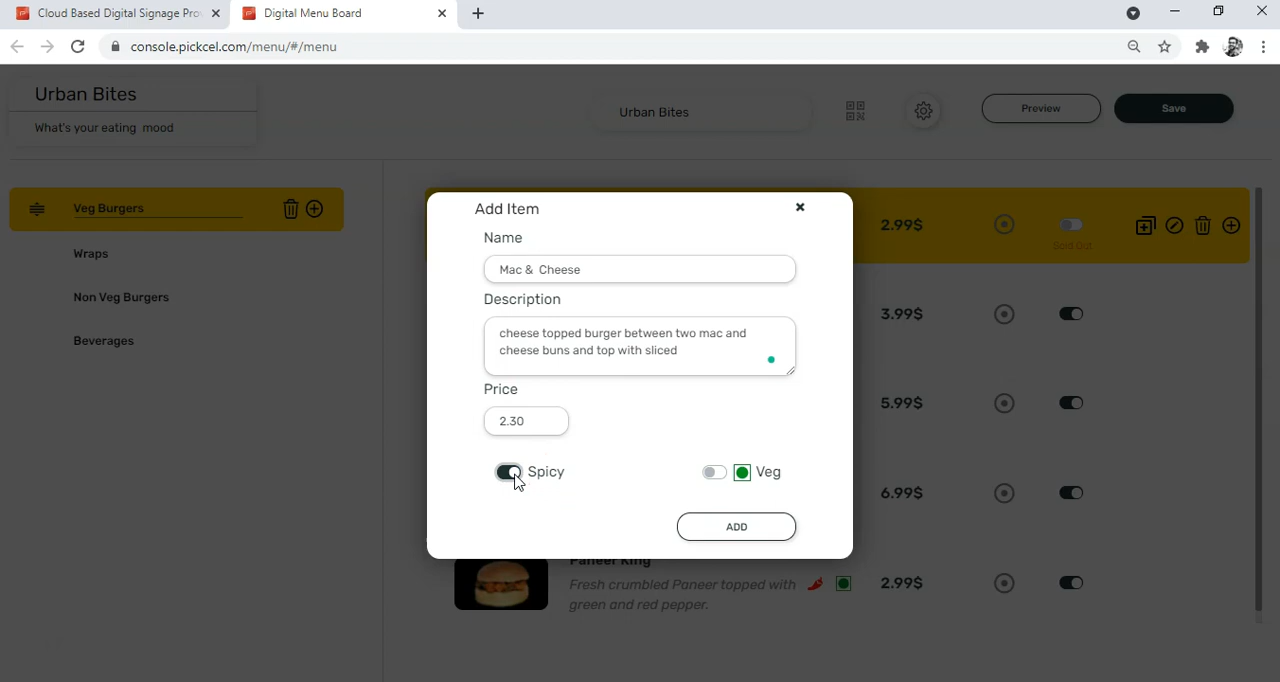 Cloud Based Digital Signage Pro
Digital Menu Board
console.pickcel.com/menu/#/menu
Urban Bites
What's your eating mood
Urban Bites
Preview
Save
Veg Burgers
Wraps
Non Veg Burgers
Beverages
Add Item
Name
Mac & Cheese
Description
cheese topped burger between two mac and
cheese buns and top with sliced
Price
2.30
Spicy
Veg
ADD
2.99$
Sold Out
3.99$
5.99$
6.99$
Paneer King
Fresh crumbled Paneer topped with
green and red pepper.
2.99$